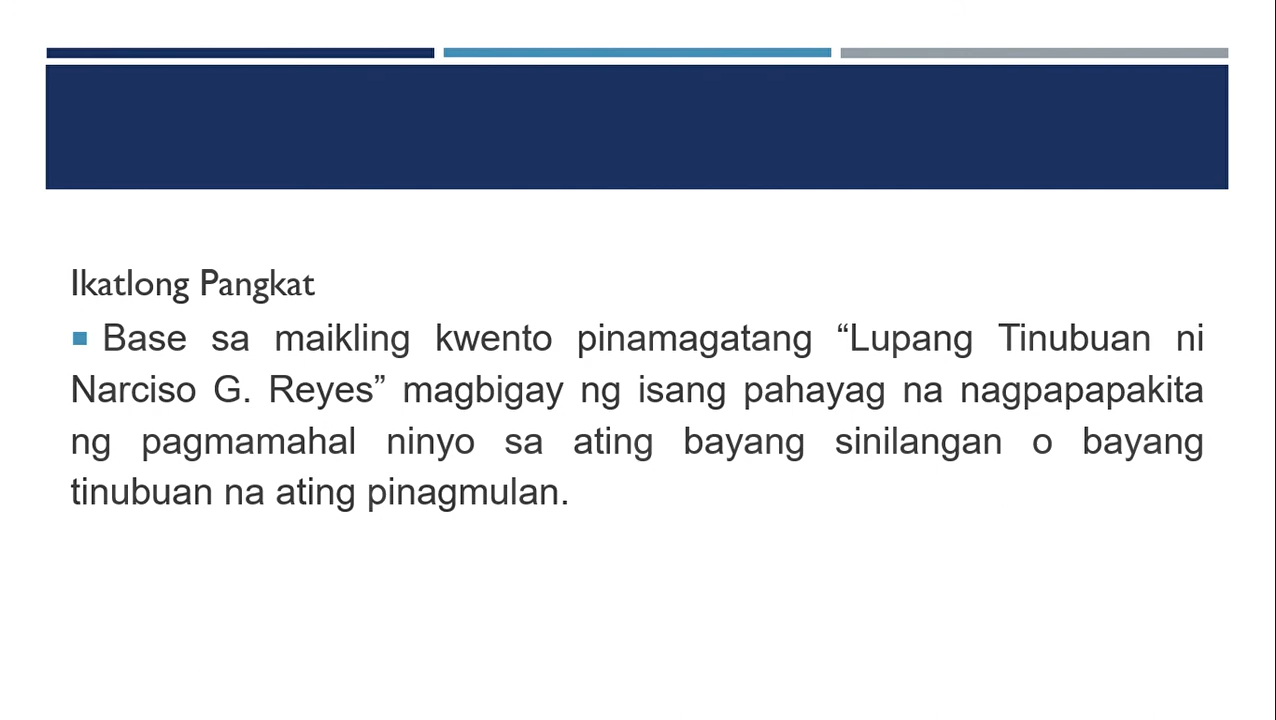 Ikatlong Pangkat
Base sa maikling kwento pinamagatang “Lupang Tinubuan ni
Narciso G. Reyes” magbigay ng isang pahayag na nagpapapakita
ng pagmamahal ninyo sa ating bayang sinilangan o bayang
tinubuan na ating pinagmulan.